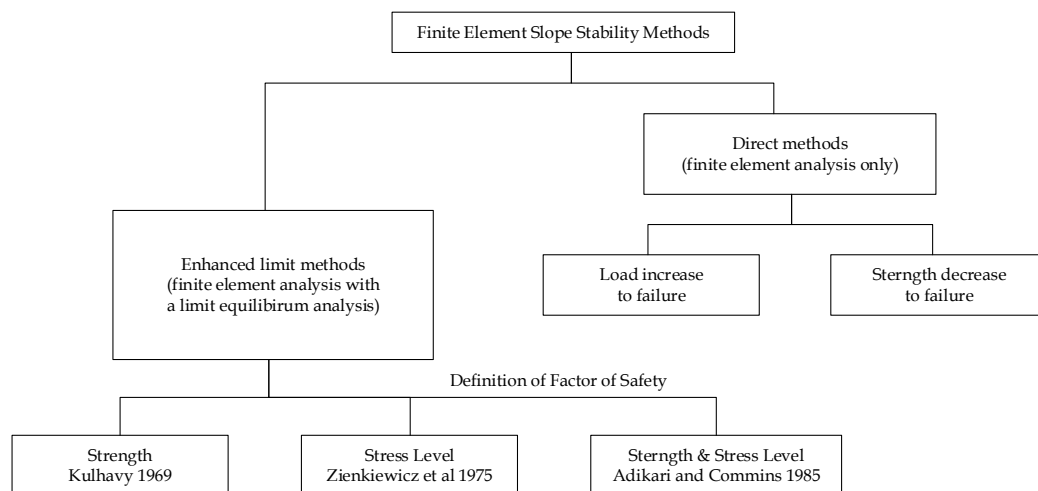 Finite Element Slope Stability Methods
Direct methods
(finite element analysis only)
Enhanced limit methods
(finite element analysis with
a limit equilibirum analysis)
Load increase
to failure
Sterngth decrease
to failure
Definition of Factor of Safety
Strength
Kulhavy 1969
Stress Level
Zienkiewicz et al 1975
Sterngth & Stress Level
Adikari and Commins 1985